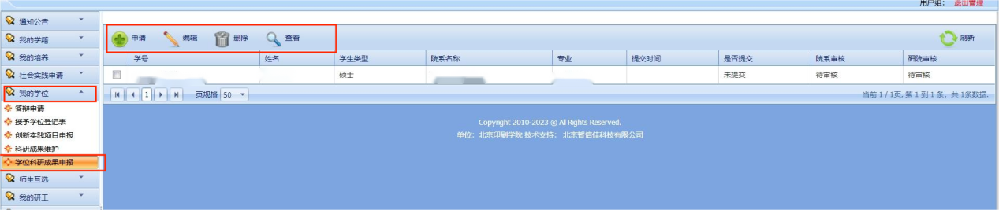 用户组： 退出管理
通知公告
我的学籍
我的培养
社会实践申请
我的学位
答辩申请
授予学位登记表
创新实践项目申报
科研成果维护
学位科研成果申报
师生互选
我的研工
申请 编辑 删除 查看 刷新
学号 姓名 学生类型 院系名称 专业 提交时间 是否提交 院系审核 研院审核
硕士 未提交 待审核 待审核
1 页规格 50 当前 1 / 1页, 第 1 到 1 条, 共 1条数据.
Copyright 2010-2023 @ All Rights Reserved.
单位：北京印刷学院 技术支持： 北京智信佳科技有限公司